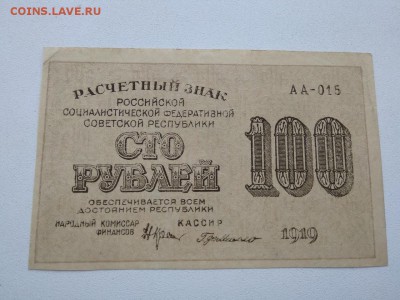 COINS.LAVE.RU
РАСЧЕТНЫЙ ЗНАК
РОССИЙСКОЙ
СОЦИАЛИСТИЧЕСКОЙ ФЕДЕРАТИВНОЙ
СОВЕТСКОЙ РЕСПУБЛИКИ
АА-015
СТО
РУБЛЕЙ
100
ОБЕСПЕЧИВАЕТСЯ ВСЕМ
ДОСТОЯНИЕМ РЕСПУБЛИКИ
НАРОДНЫЙ КОМИССАР
ФИНАНСОВ
КАССИР
1919